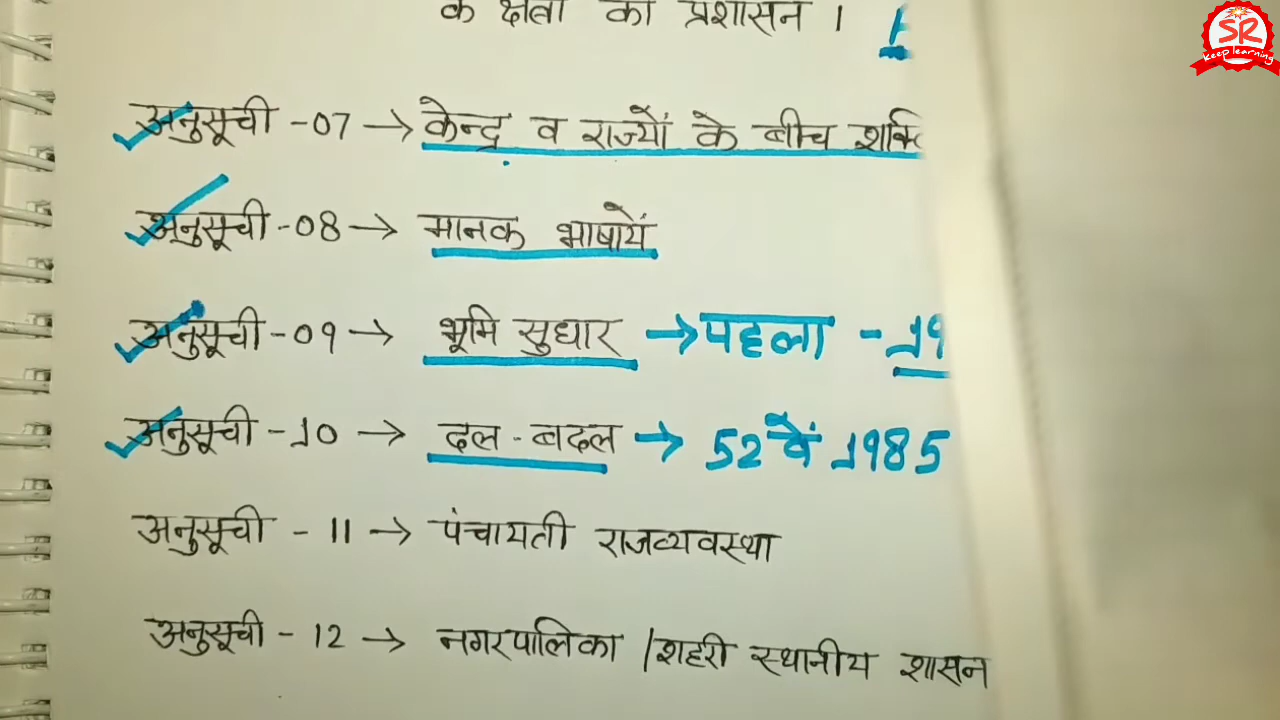 के क्षेत्रों का प्रशासन ।
SR
keep learning
अनुसूची -07 → केन्द्र व राज्यों के बीच
अनुसूची -08 → मानक भाषायें
अनुसूची -09 → भूमि सुधार → पहला - 19
अनुसूची -10 → दल - बदल → 52 वें 1985
अनुसूची - 11 → पंचायती राजव्यवस्था
अनुसूची - 12 → नगरपालिका /शहरी स्थानीय शासन